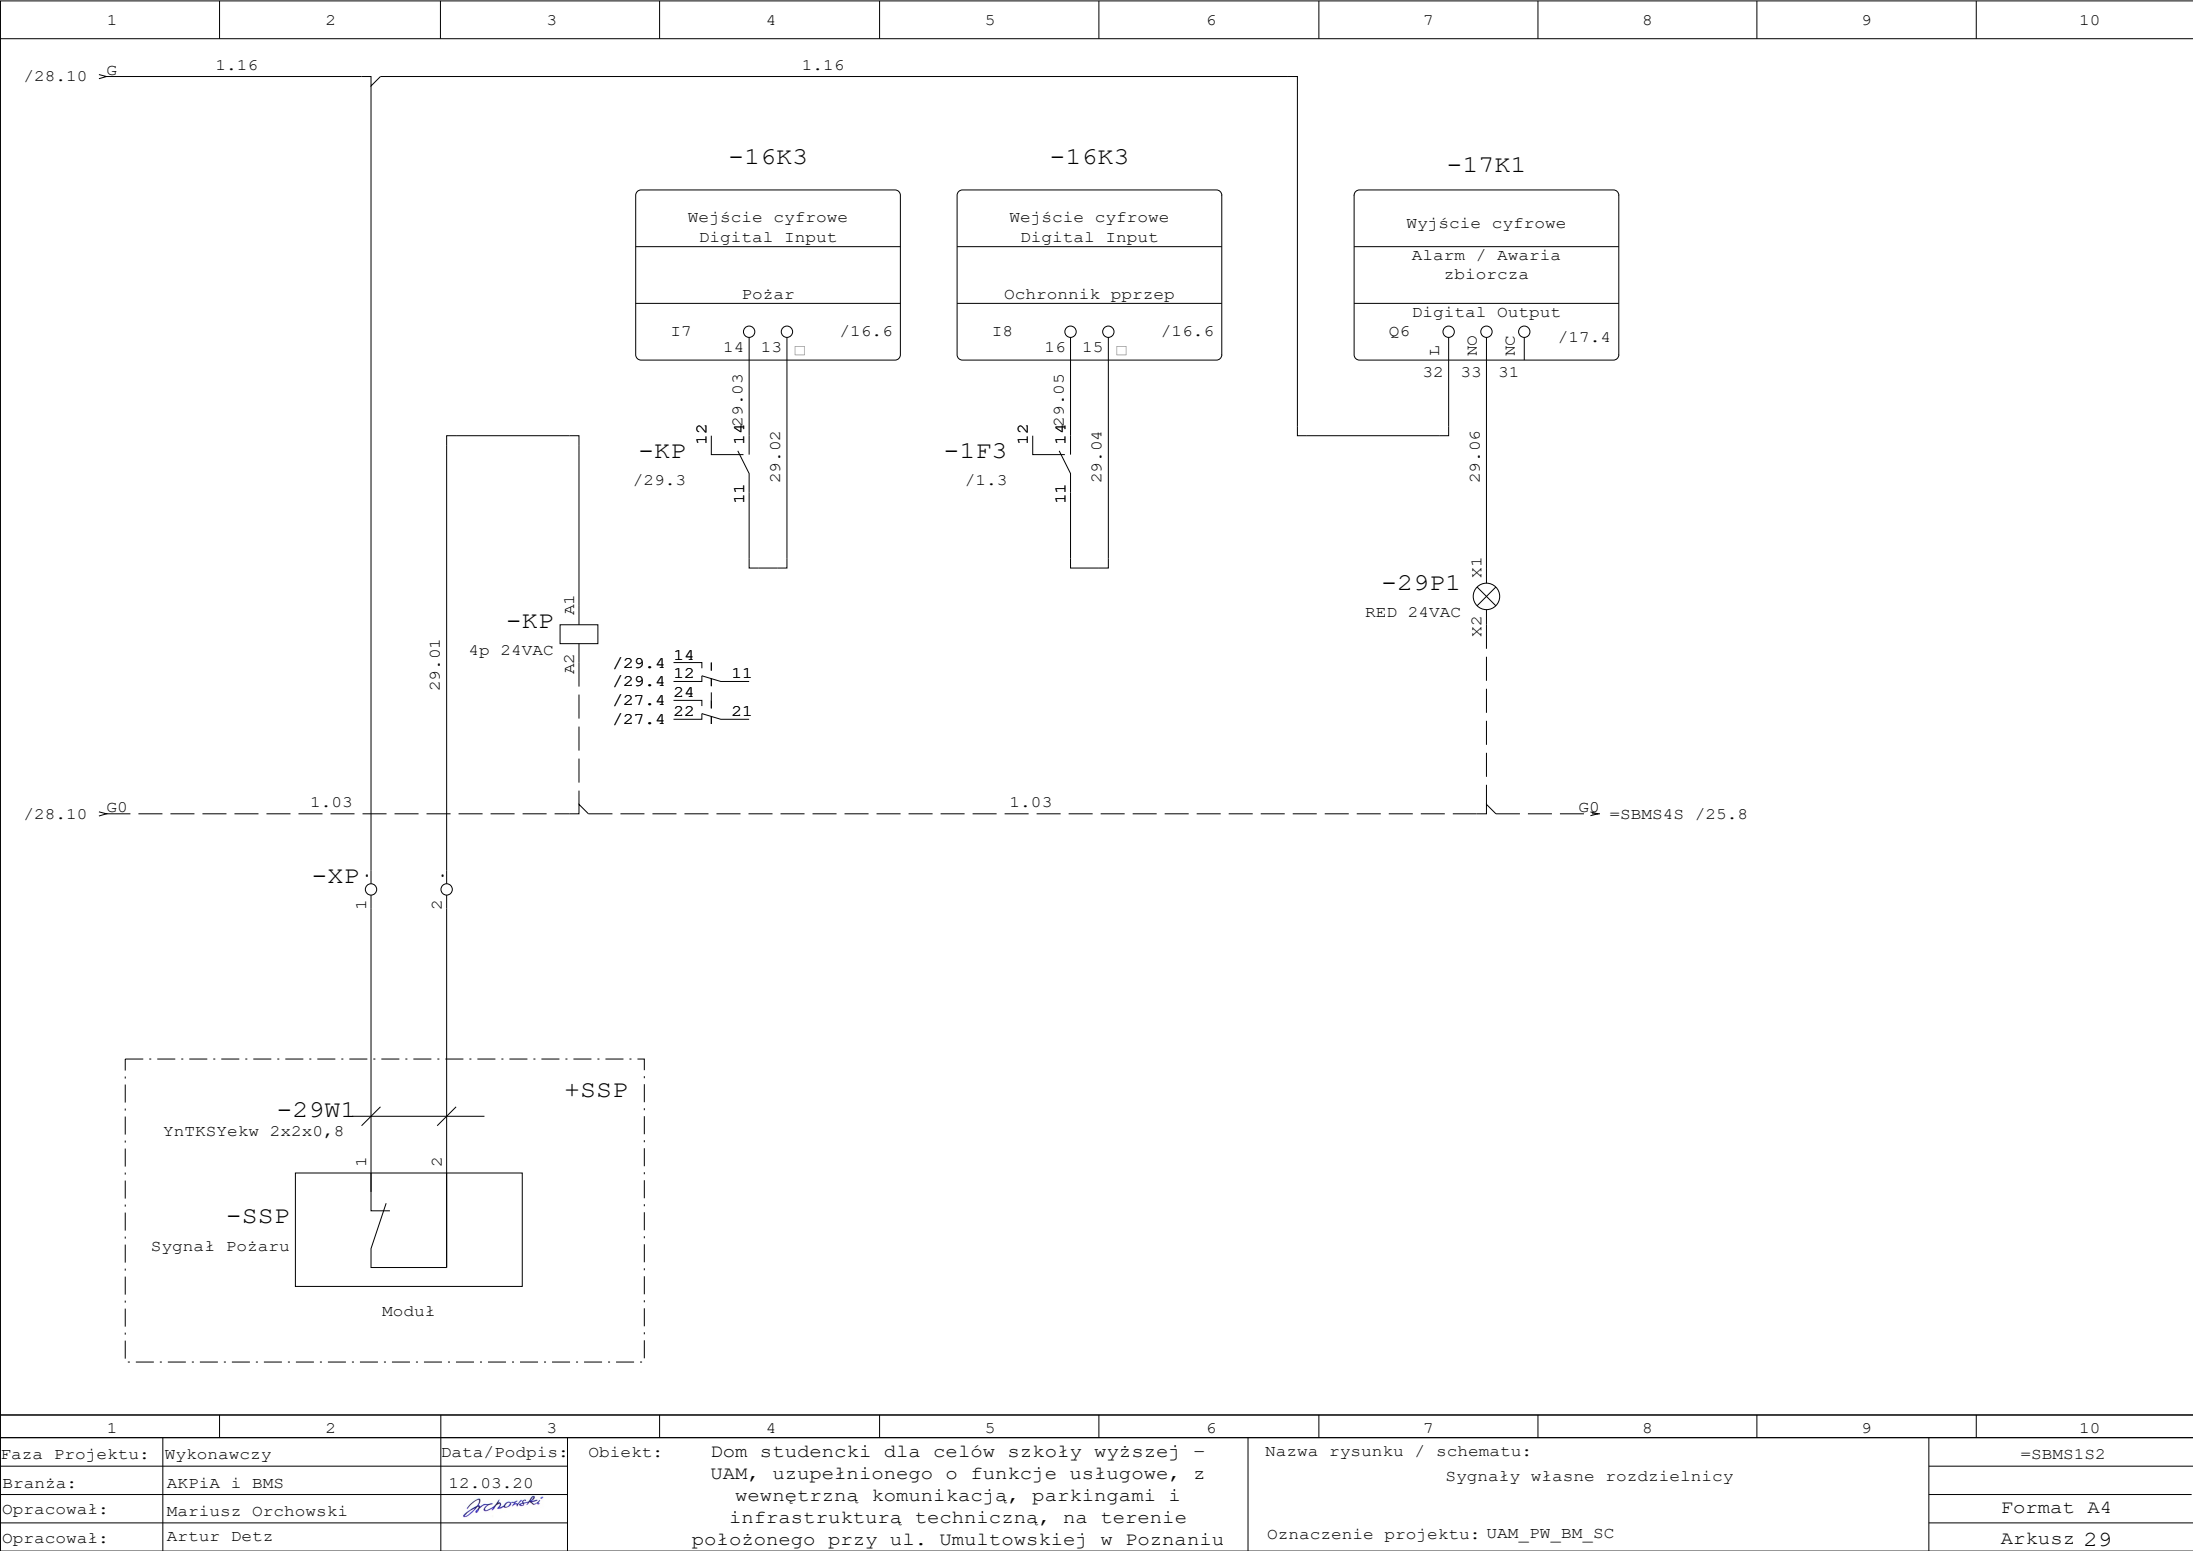 1 2 3 4 5 6 7 8 9 10
/28.10 G 1.16 1.16
-16K3 -16K3 -17K1
Wejście cyfrowe
Digital Input
Pożar
I7 /16.6
14 13
Wejście cyfrowe
Digital Input
Ochronnik pprzep
I8 /16.6
16 15
Wyjście cyfrowe
Alarm / Awaria
zbiorcza
Digital Output
Q6 L NO NC /17.4
32 33 31
29.03
29.02
12 14
-KP
/29.3
11
29.05
29.04
12 14
-1F3
/1.3
11
29.06
X1
-29P1
RED 24VAC
X2
29.01
A1
-KP
4p 24VAC
A2
/29.4 14
/29.4 12 11
/27.4 24
/27.4 22 21
/28.10 G0 1.03 1.03 G0 =SBMS4S /25.8
-XP
1 2
+SSP
-29W1
YnTKSYekw 2x2x0,8
1 2
-SSP
Sygnał Pożaru
Moduł
1 2 3 4 5 6 7 8 9 10
Faza Projektu: Wykonawczy Data/Podpis:
Branża: AKPiA i BMS 12.03.20
Opracował: Mariusz Orchowski Orchowski
Opracował: Artur Detz
Obiekt: Dom studencki dla celów szkoły wyższej –
UAM, uzupełnionego o funkcje usługowe, z
wewnętrzną komunikacją, parkingami i
infrastrukturą techniczną, na terenie
położonego przy ul. Umultowskiej w Poznaniu
Nazwa rysunku / schematu:
Sygnały własne rozdzielnicy
Oznaczenie projektu: UAM_PW_BM_SC
=SBMS1S2
Format A4
Arkusz 29